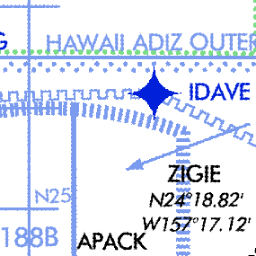 G HAWAII ADIZ OUTER
IDAVE
ZIGIE
N24°18.82'
W157°17.12'
N25
188B
APACK